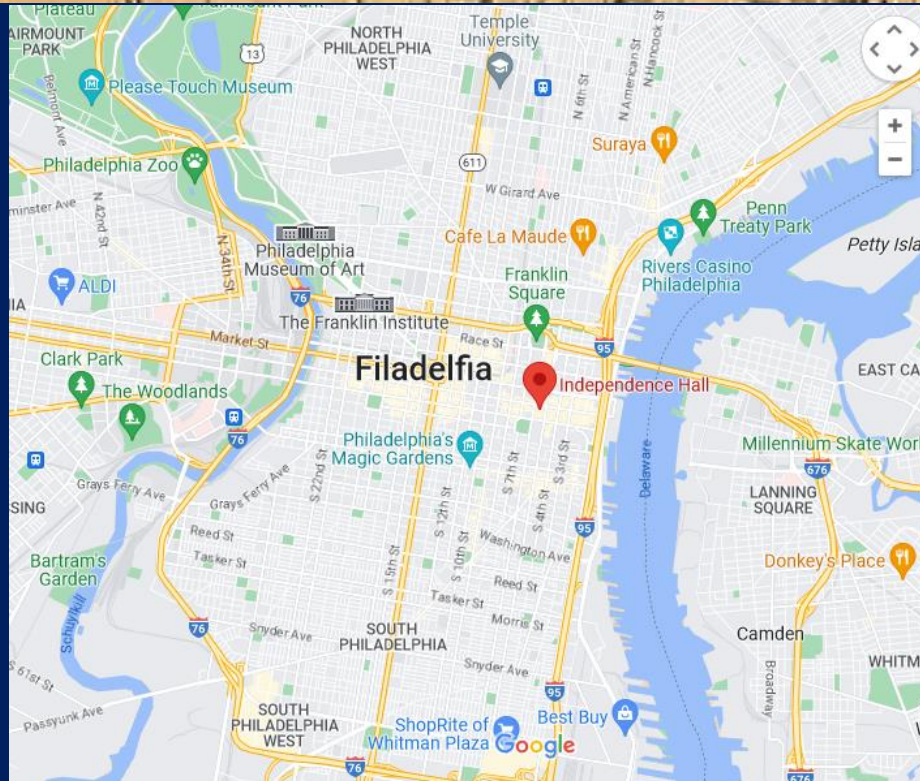 Plateau
AIRMOUNT
PARK
Belmont Ave
13
NORTH
PHILADELPHIA
WEST
Temple
University
N 6th St
N American St
N Hancock St
Please Touch Museum
Suraya
611
Philadelphia Zoo
N 42nd St
W Girard Ave
minster Ave
N 34th St
Penn
Treaty Park
Cafe La Maude
Petty Isla
Philadelphia
Museum of Art
Rivers Casino
Philadelphia
Franklin
Square
ALDI
76
IA
The Franklin Institute
Market St
Race St
95
Clark Park
Filadelfia
Independence Hall
EAST CA
The Woodlands
76
Philadelphia's
Magic Gardens
Millennium Skate Wor
676
S 22nd St
S 7th St
S 3rd St
Delaware
Grays Ferry Ave
Grays Ferry Ave
S 12th St
S 4th St
LANNING
SQUARE
SING
95
Reed St
Washington Ave
S 15th St
S 10th St
Bartram's
Garden
Tasker St
Reed St
Donkey's Place
Tasker St
Morris St
Schuylkill
76
Snyder Ave
SOUTH
PHILADELPHIA
Camden
Snyder Ave
WHITM
S 61st St
Broadway
95
Passyunk Ave
SOUTH
PHILADELPHIA
WEST
ShopRite of
Whitman Plaza
Best Buy
Google
76
676